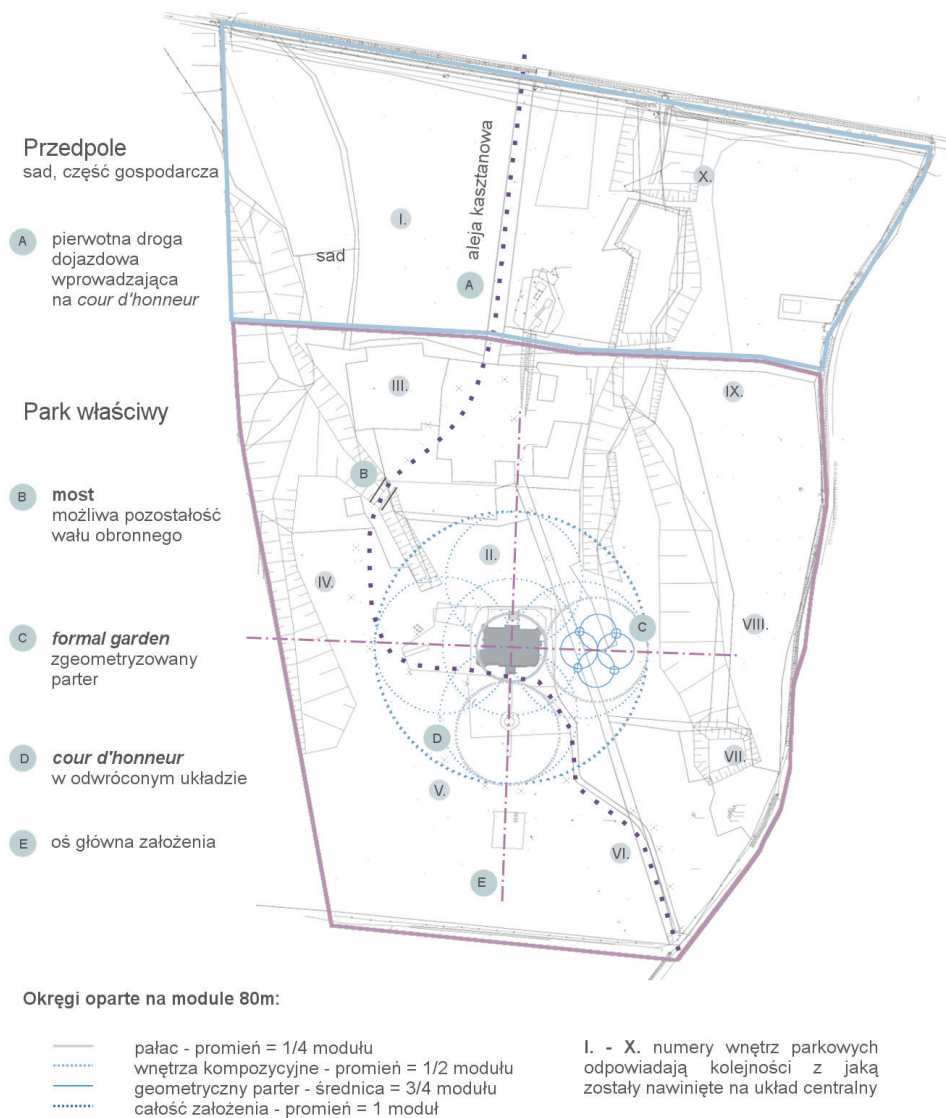 Przedpole
sad, część gospodarcza
A
pierwotna droga
dojazdowa
wprowadzająca
na cour d'honneur
Park właściwy
B
most
możliwa pozostałość
wału obronnego
C
formal garden
zgeometryzowany
parter
D
cour d'honneur
w odwróconym układzie
E
oś główna założenia
aleja kasztanowa
X.
I.
sad
A
III.
IX.
B
II.
IV.
C
VIII.
D
VII.
V.
VI.
E
Okręgi oparte na module 80m:
pałac - promień = 1/4 modułu
wnętrza kompozycyjne - promień = 1/2 modułu
geometryczny parter - średnica = 3/4 modułu
całość założenia - promień = 1 moduł
I. - X. numery wnętrz parkowych
odpowiadają kolejności z jaką
zostały nawinięte na układ centralny